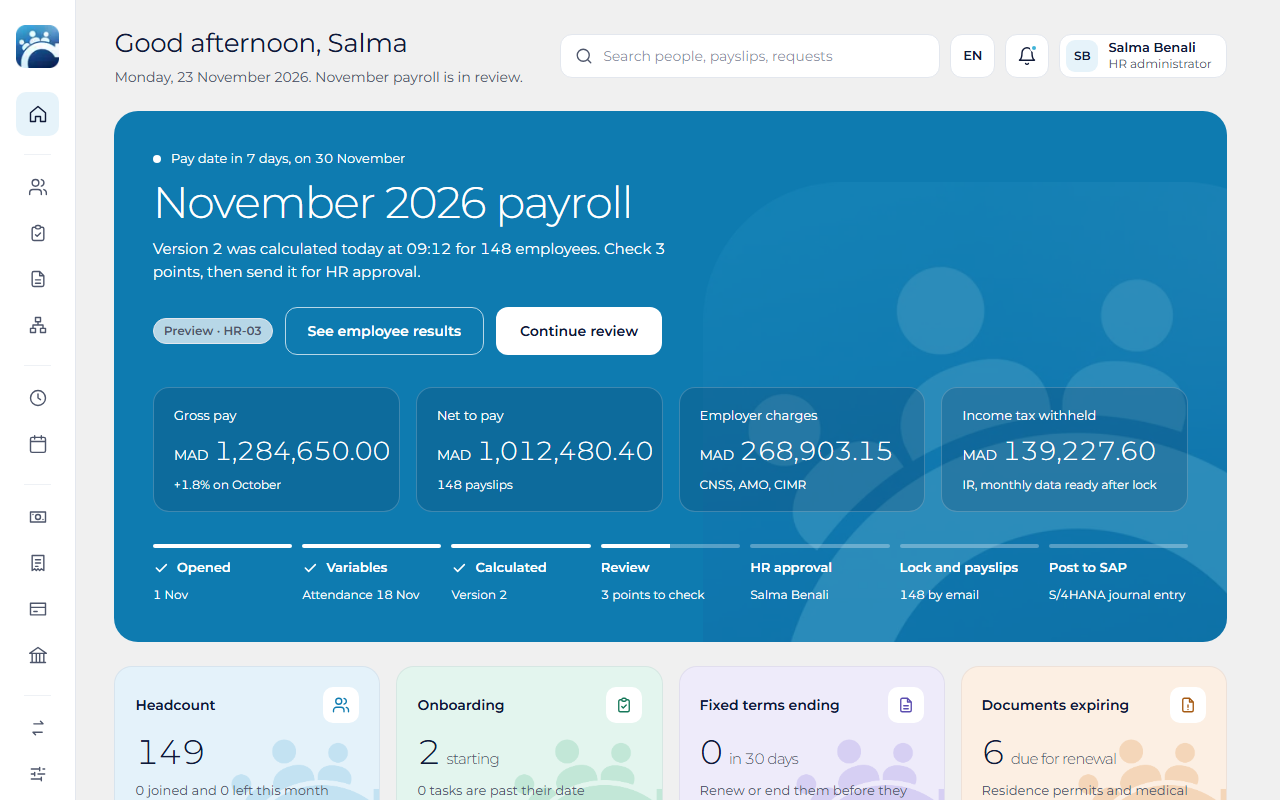 Good afternoon, Salma
Monday, 23 November 2026. November payroll is in review.
Search people, payslips, requests
EN
SB
Salma Benali
HR administrator
Pay date in 7 days, on 30 November
November 2026 payroll
Version 2 was calculated today at 09:12 for 148 employees. Check 3
points, then send it for HR approval.
Preview · HR-03
See employee results
Continue review
Gross pay
MAD 1,284,650.00
+1.8% on October
Net to pay
MAD 1,012,480.40
148 payslips
Employer charges
MAD 268,903.15
CNSS, AMO, CIMR
Income tax withheld
MAD 139,227.60
IR, monthly data ready after lock
Opened
1 Nov
Variables
Attendance 18 Nov
Calculated
Version 2
Review
3 points to check
HR approval
Salma Benali
Lock and payslips
148 by email
Post to SAP
S/4HANA journal entry
Headcount
149
0 joined and 0 left this month
Onboarding
2 starting
0 tasks are past their date
Fixed terms ending
0 in 30 days
Renew or end them before they
Documents expiring
6 due for renewal
Residence permits and medical